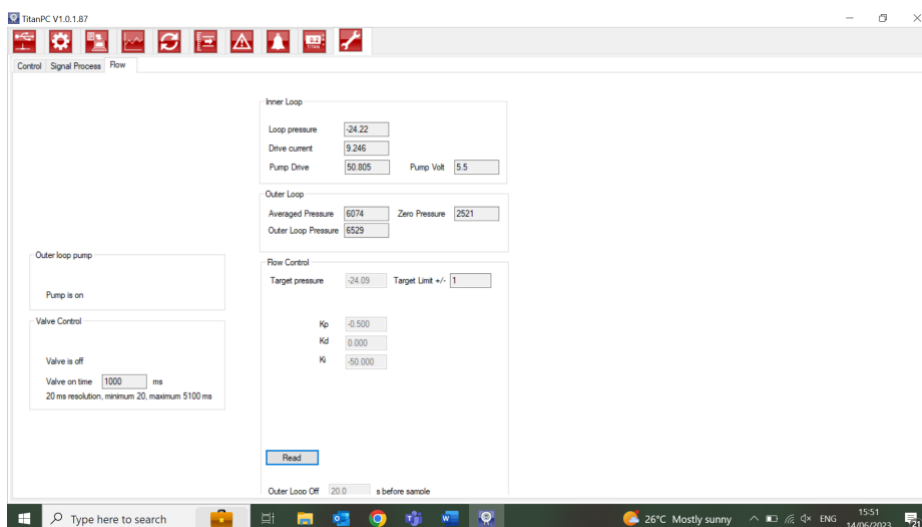 TitanPC V1.0.1.87
Control Signal Process Flow
Inner Loop
Loop pressure -24.22
Drive current 9.246
Pump Drive 50.805 Pump Volt 5.5
Outer Loop
Averaged Pressure 6074 Zero Pressure 2521
Outer Loop Pressure 6529
Outer loop pump
Pump is on
Valve Control
Valve is off
Valve on time 1000 ms
20 ms resolution, minimum 20, maximum 5100 ms
Flow Control
Target pressure -24.09 Target Limit +/- 1
Kp -0.500
Kd 0.000
Ki -50.000
Read
Outer Loop Off 20.0 s before sample
Type here to search
26°C Mostly sunny
ENG
15:51
14/06/2023
21